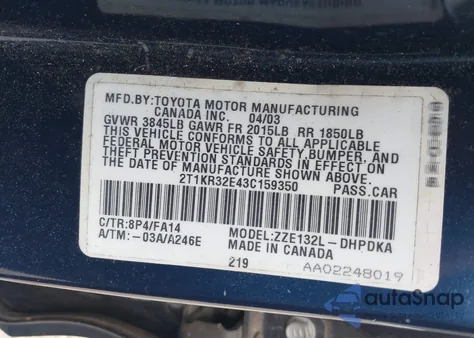 MFD.BY:TOYOTA MOTOR MANUFACTURING
CANADA INC. 04/03
GVWR 3845LB GAWR FR 2015LB RR 1850LB
THIS VEHICLE CONFORMS TO ALL APPLICABLE
FEDERAL MOTOR VEHICLE SAFETY, BUMPER, AND
THEFT PREVENTION STANDARDS IN EFFECT ON
THE DATE OF MANUFACTURE SHOWN ABOVE.
2T1KR32E43C159350 PASS.CAR
C/TR:8P4/FA14 MODEL:ZZE132L-DHPDKA
A/TM:-03A/A246E MADE IN CANADA
219 AA02248019
autoSnap